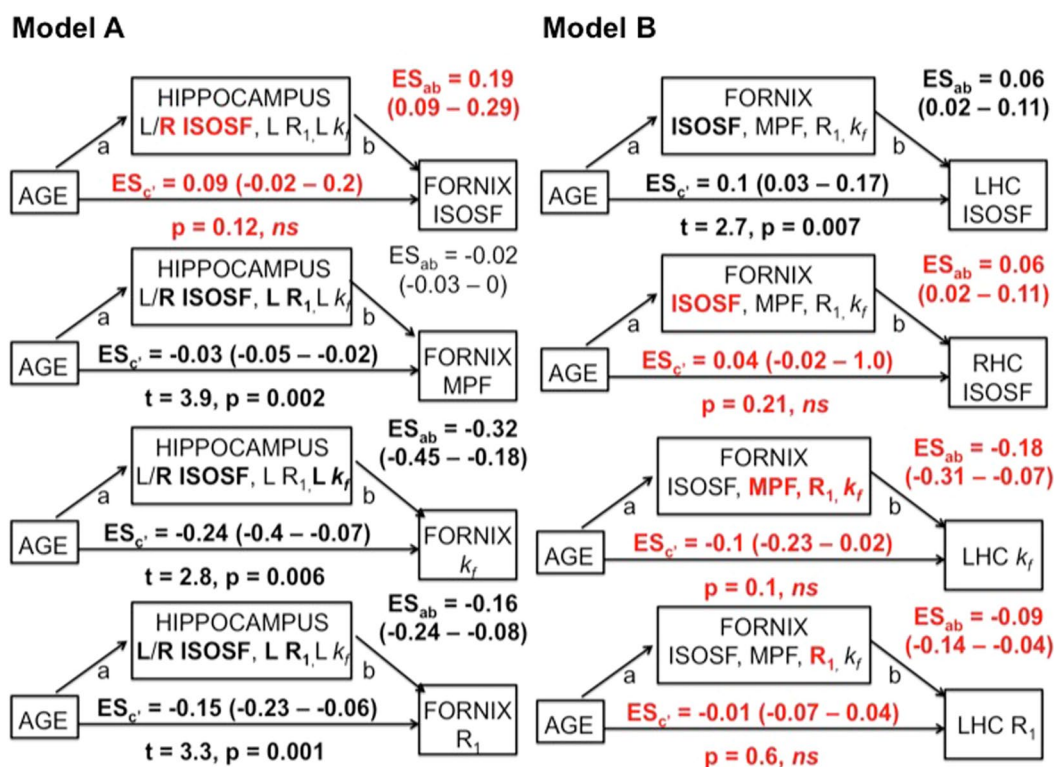 Model A
HIPPOCAMPUS
L/R ISOSF, L R1, L kf
ESab = 0.19
(0.09 – 0.29)
a
b
AGE
ESc' = 0.09 (-0.02 – 0.2)
p = 0.12, ns
FORNIX
ISOSF
HIPPOCAMPUS
L/R ISOSF, L R1, L kf
ESab = -0.02
(-0.03 – 0)
a
b
AGE
ESc' = -0.03 (-0.05 – -0.02)
t = 3.9, p = 0.002
FORNIX
MPF
HIPPOCAMPUS
L/R ISOSF, L R1, L kf
ESab = -0.32
(-0.45 – -0.18)
a
b
AGE
ESc' = -0.24 (-0.4 – -0.07)
t = 2.8, p = 0.006
FORNIX
kf
HIPPOCAMPUS
L/R ISOSF, L R1, L kf
ESab = -0.16
(-0.24 – -0.08)
a
b
AGE
ESc' = -0.15 (-0.23 – -0.06)
t = 3.3, p = 0.001
FORNIX
R1
Model B
FORNIX
ISOSF, MPF, R1, kf
ESab = 0.06
(0.02 – 0.11)
a
b
AGE
ESc' = 0.1 (0.03 – 0.17)
t = 2.7, p = 0.007
LHC
ISOSF
FORNIX
ISOSF, MPF, R1, kf
ESab = 0.06
(0.02 – 0.11)
a
b
AGE
ESc' = 0.04 (-0.02 – 1.0)
p = 0.21, ns
RHC
ISOSF
FORNIX
ISOSF, MPF, R1, kf
ESab = -0.18
(-0.31 – -0.07)
a
b
AGE
ESc' = -0.1 (-0.23 – 0.02)
p = 0.1, ns
LHC kf
FORNIX
ISOSF, MPF, R1, kf
ESab = -0.09
(-0.14 – -0.04)
a
b
AGE
ESc' = -0.01 (-0.07 – 0.04)
p = 0.6, ns
LHC R1